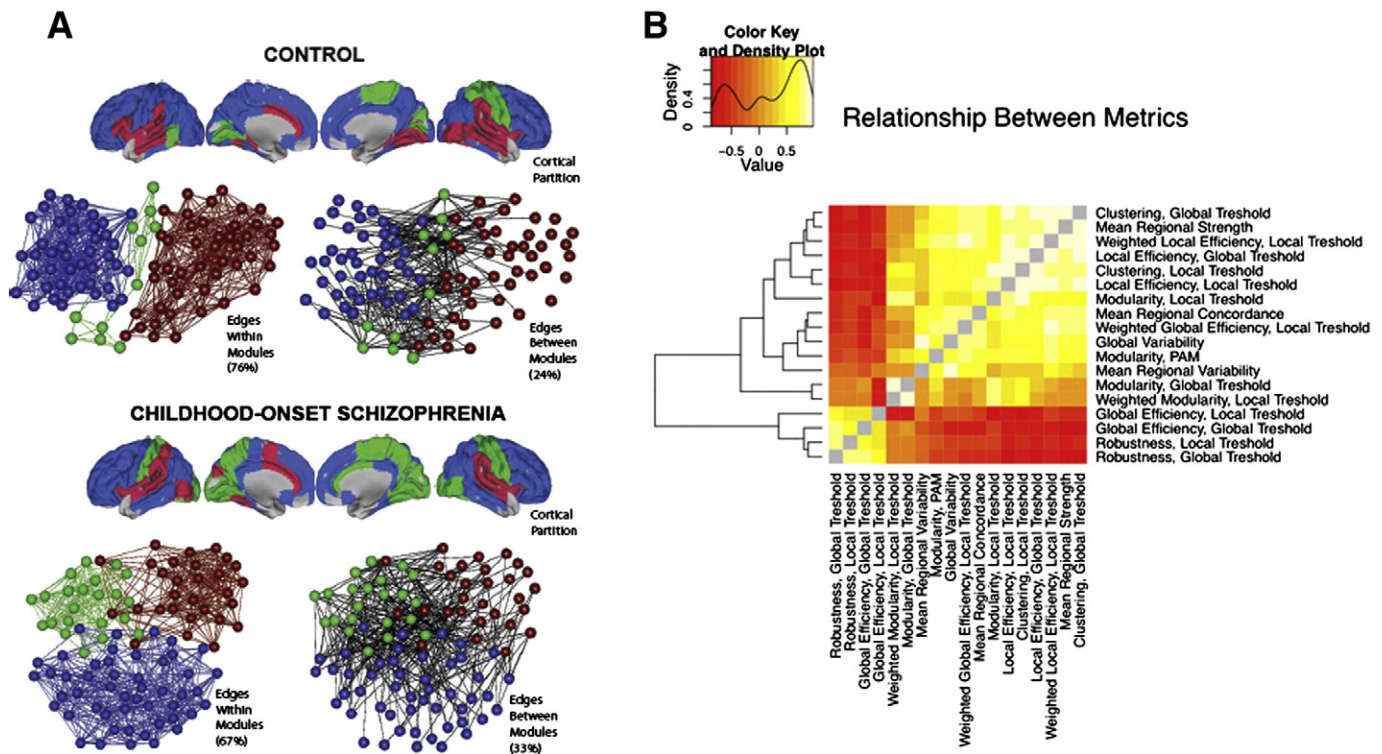 A
CONTROL
Cortical
Partition
Edges
Within
Modules
(76%)
Edges
Between
Modules
(24%)
CHILDHOOD-ONSET SCHIZOPHRENIA
Cortical
Partition
Edges
Within
Modules
(67%)
Edges
Between
Modules
(33%)
B
Color Key
and Density Plot
Density
0 0.4
−0.5 0 0.5
Value
Relationship Between Metrics
Clustering, Global Treshold
Mean Regional Strength
Weighted Local Efficiency, Local Treshold
Local Efficiency, Global Treshold
Clustering, Local Treshold
Local Efficiency, Local Treshold
Modularity, Local Treshold
Mean Regional Concordance
Weighted Global Efficiency, Local Treshold
Global Variability
Modularity, PAM
Mean Regional Variability
Modularity, Global Treshold
Weighted Modularity, Local Treshold
Global Efficiency, Local Treshold
Global Efficiency, Global Treshold
Robustness, Local Treshold
Robustness, Global Treshold
Robustness, Global Treshold
Robustness, Local Treshold
Global Efficiency, Global Treshold
Global Efficiency, Local Treshold
Weighted Modularity, Local Treshold
Modularity, Global Treshold
Mean Regional Variability
Modularity, PAM
Global Variability
Weighted Global Efficiency, Local Treshold
Mean Regional Concordance
Modularity, Local Treshold
Local Efficiency, Local Treshold
Clustering, Local Treshold
Local Efficiency, Global Treshold
Weighted Local Efficiency, Local Treshold
Mean Regional Strength
Clustering, Global Treshold